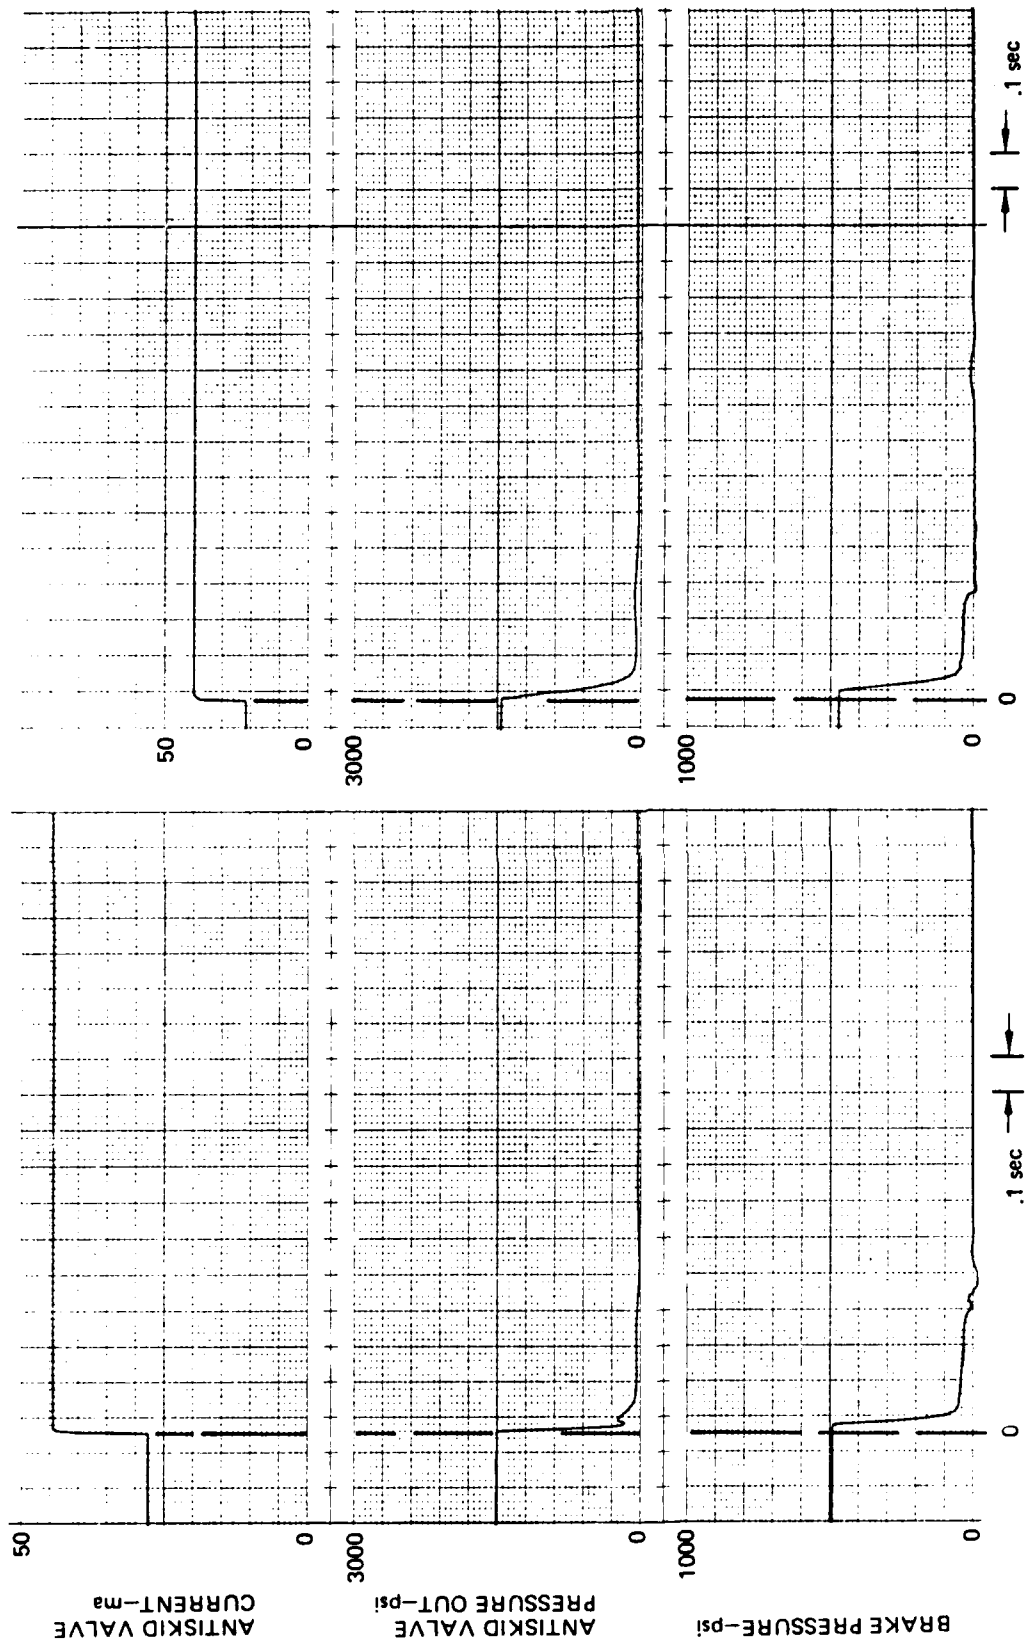 ANTISKID VALVE
CURRENT-ma
50
0
50
0
ANTISKID VALVE
PRESSURE OUT-psi
3000
0
3000
0
BRAKE PRESSURE-psi
1000
0
1000
0
0
.1 sec
0
.1 sec